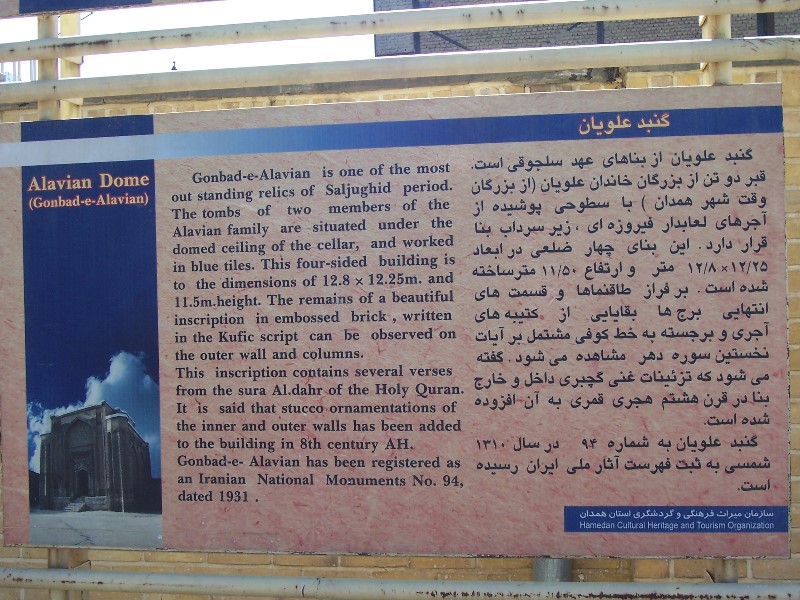 گنبد علویان
Alavian Dome
(Gonbad-e-Alavian)
Gonbad-e-Alavian is one of the most
out standing relics of Saljughid period.
The tombs of two members of the
Alavian family are situated under the
domed ceiling of the cellar, and worked
in blue tiles. This four-sided building is
to the dimensions of 12.8 × 12.25m. and
11.5m.height. The remains of a beautiful
inscription in embossed brick , written
in the Kufic script can be observed on
the outer wall and columns.
This inscription contains several verses
from the sura Al.dahr of the Holy Quran.
It is said that stucco ornamentations of
the inner and outer walls has been added
to the building in 8th century AH.
Gonbad-e- Alavian has been registered as
an Iranian National Monuments No. 94,
dated 1931 .
گنبد علویان از بناهای عهد سلجوقی است.
قبر دو تن از بزرگان خاندان علویان (از بزرگان
وقت شهر همدان ) با سطوحی پوشیده از
آجرهای لعابدار فیروزه ای ، زیر سرداب بنا
قرار دارد . این بنای چهار ضلعی در ابعاد
۱۲/۲۵×۱۲/۸ متر و ارتفاع ۱۱/۵۰ مترساخته
شده است . بر فراز طاقنماها و قسمت های
انتهایی برج ها بقایایی از کتیبه های
آجری و برجسته به خط کوفی مشتمل بر آیات
نخستین سوره دهر مشاهده می شود . گفته
می شود که تزئینات غنی گچبری داخل و خارج
بنا در قرن هشتم هجری قمری به آن افزوده
شده است.
گنبد علویان به شماره ۹۴ در سال ۱۳۱۰
شمسی به ثبت فهرست آثار ملی ایران رسیده
است.
سازمان میراث فرهنگی و گردشگری استان همدان
Hamedan Cultural Heritage and Tourism Organization